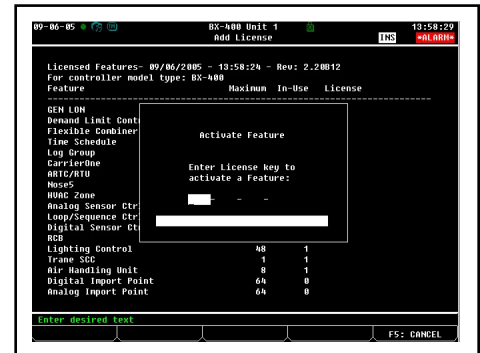 09-06-05 BX-400 Unit 1 13:58:29
Add License INS *ALARM*
Licensed Features- 09/06/2005 - 13:58:24 - Rev: 2.20B12
For controller model type: BX-400
Feature Maximum In-Use License
GEN LON
Demand Limit Cont
Flexible Combiner
Time Schedule
Log Group
CarrierOne
ARTC/RTU
Nose5
HVAC Zone
Analog Sensor Ctr
Loop/Sequence Ctr
Digital Sensor Ct
RCB
Activate Feature
Enter License key to
activate a Feature:
- - -
Lighting Control 48 1
Trane SCC 1 1
Air Handling Unit 8 1
Digital Import Point 64 0
Analog Import Point 64 0
Enter desired text
F5: CANCEL